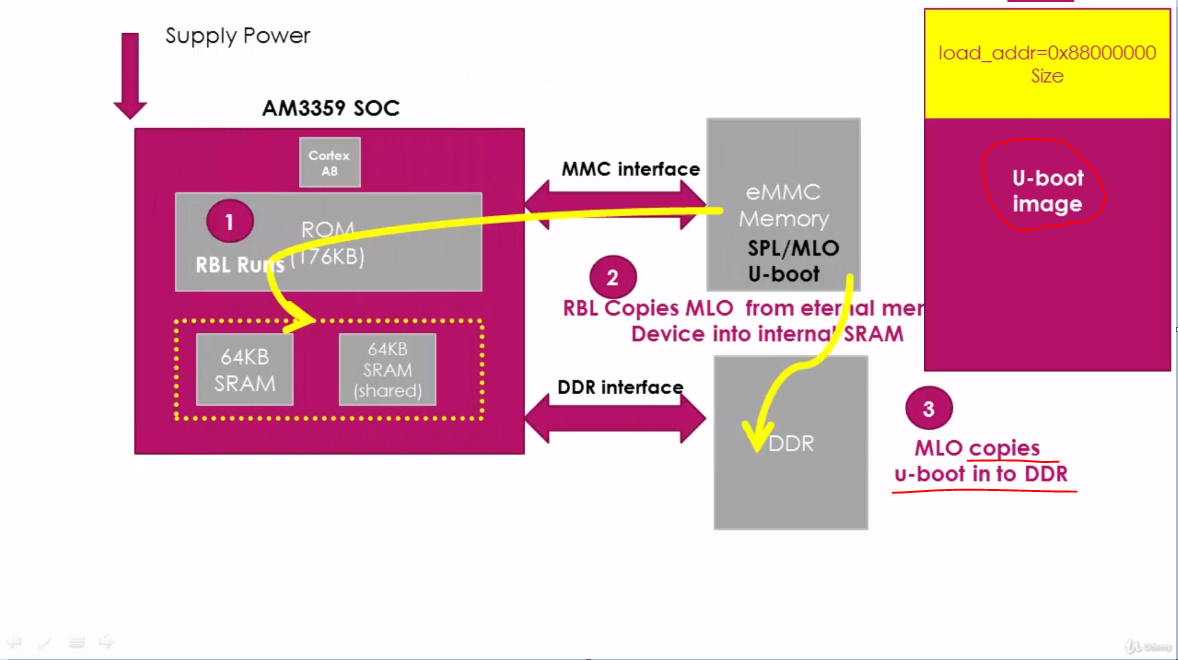 Supply Power
AM3359 SOC
Cortex
A8
1
ROM
(176KB)
RBL Runs
64KB
SRAM
64KB
SRAM
(shared)
MMC interface
eMMC
Memory
SPL/MLO
U-boot
2
RBL Copies MLO from eternal mem
Device into internal SRAM
DDR interface
DDR
load_addr=0x88000000
Size
U-boot
image
3
MLO copies
u-boot in to DDR
Udemy